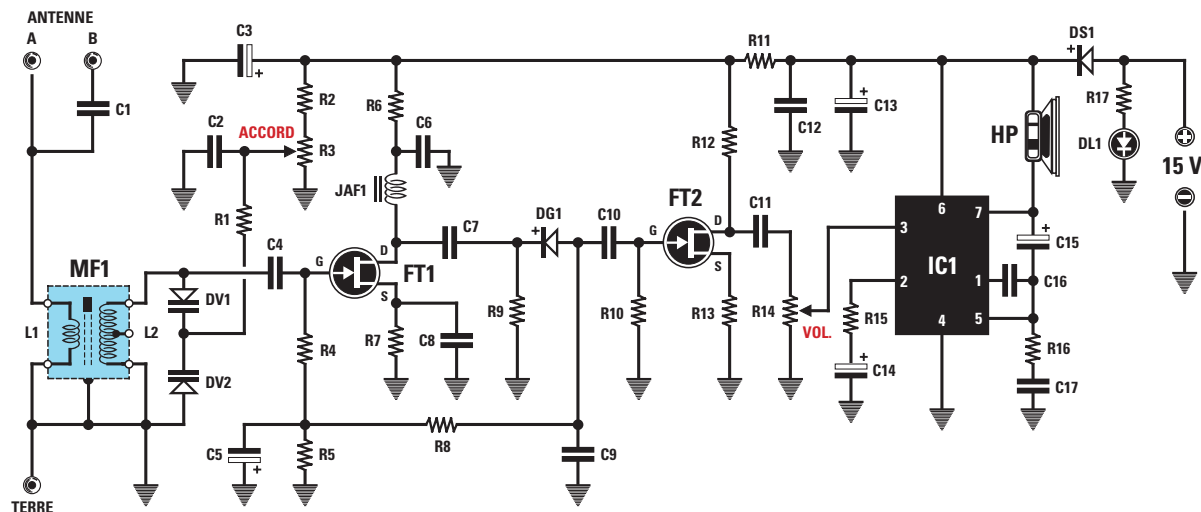 ANTENNE
A B
C1
C3
+
C2
ACCORD
R2
R3
R1
R6
C6
JAF1
C4
MF1
L1
L2
DV1
DV2
G
D
S
FT1
R4
R7
C8
C5
+
R5
R8
C7
R9
DG1
+
C9
C10
R10
FT2
G
D
S
R11
R12
R13
C11
R14
VOL.
C12
C13
+
IC1
3
2
6
4
7
1
5
R15
C14
+
HP
C15
+
C16
R16
C17
DS1
+
R17
DL1
15 V
+
−
TERRE